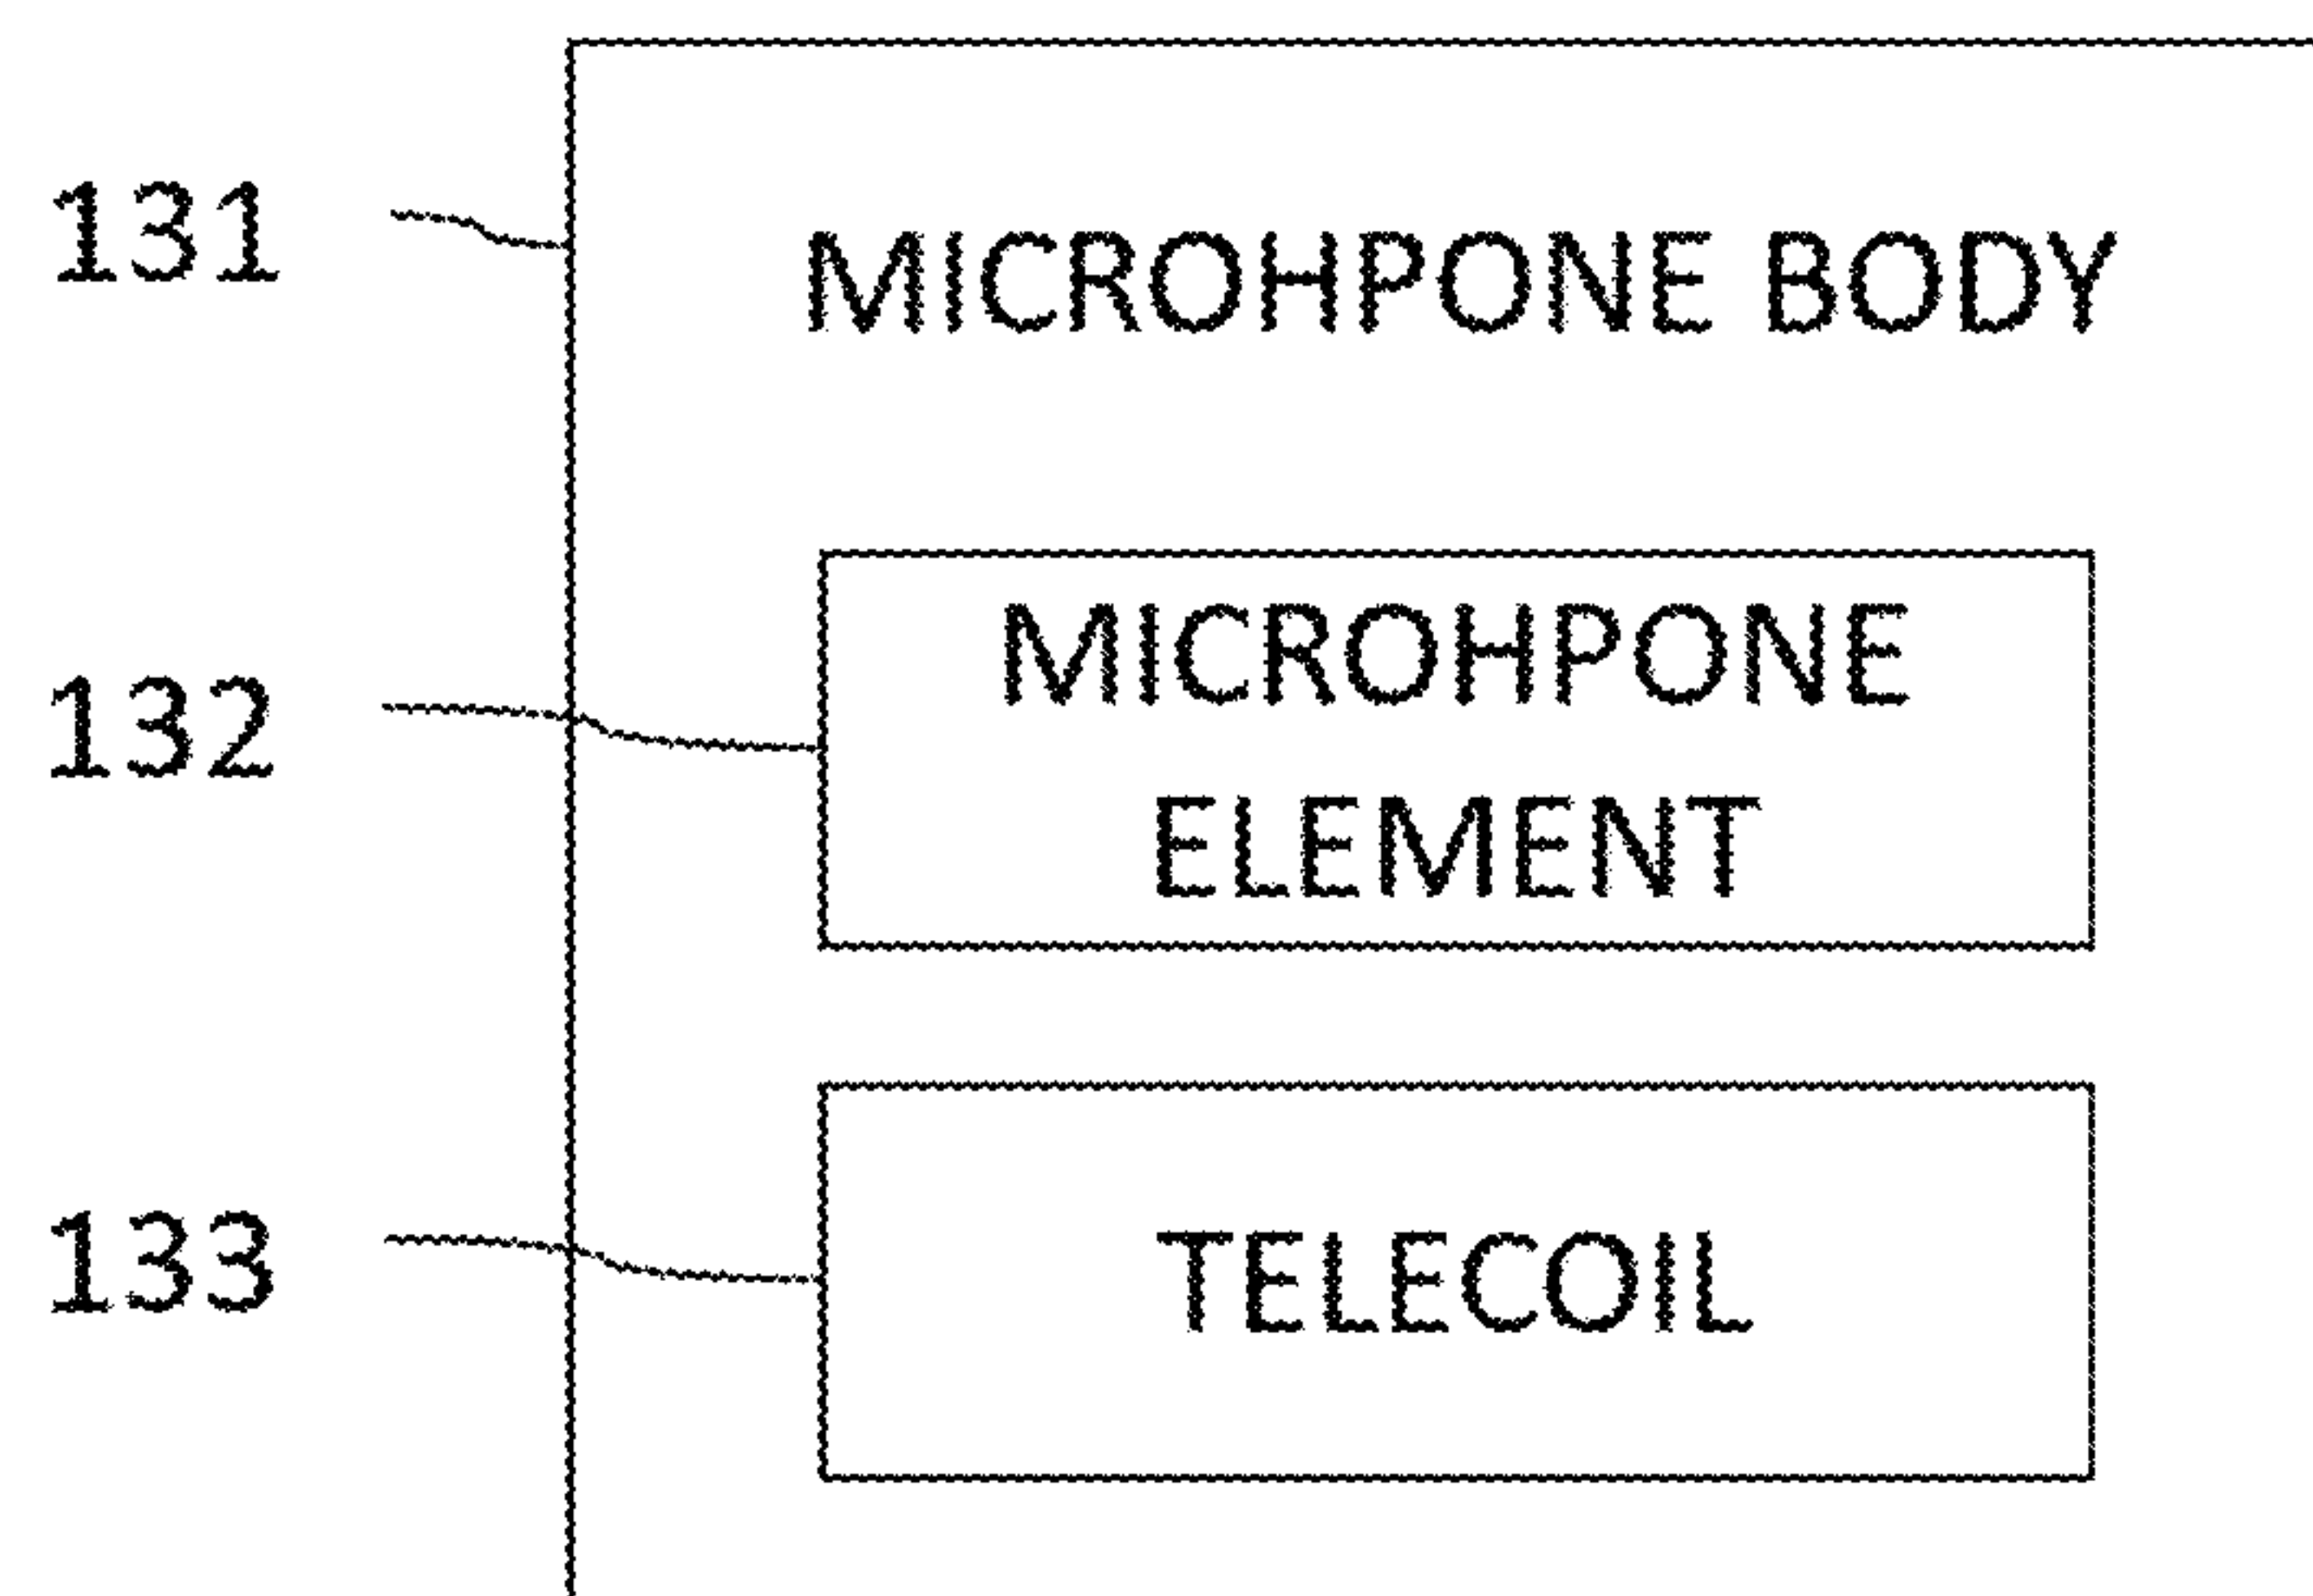 131
MICROHPONE BODY
MICROHPONE
132
ELEMENT
133
TELECOIL